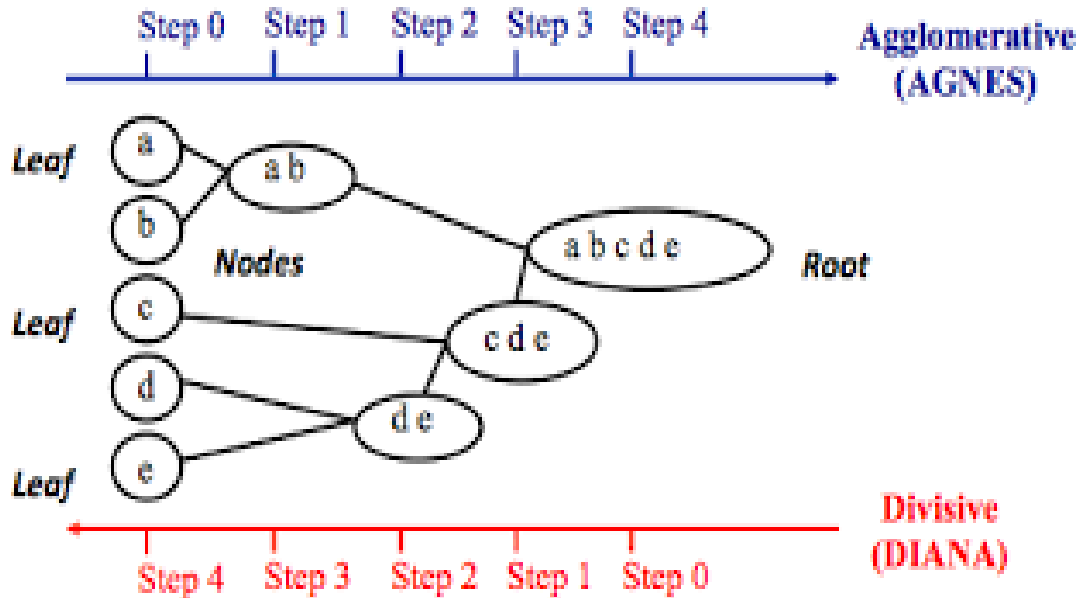 Step 0 Step 1 Step 2 Step 3 Step 4
Agglomerative
(AGNES)
Leaf
a
a b
b
a b c d e
Nodes
Root
c
Leaf
c d e
d
d e
e
Leaf
Divisive
(DIANA)
Step 4 Step 3 Step 2 Step 1 Step 0